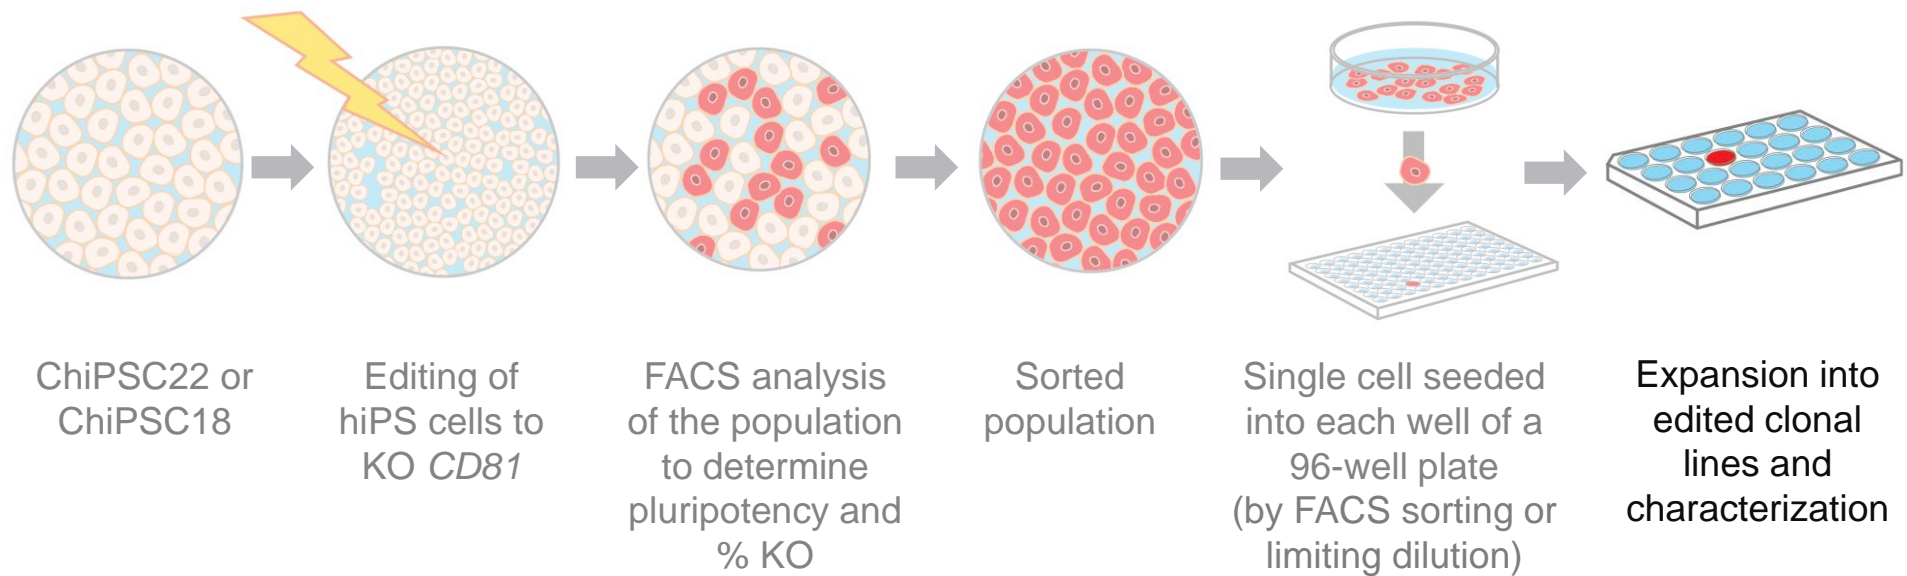 ChiPSC22 or
ChiPSC18
Editing of
hiPS cells to
KO CD81
FACS analysis
of the population
to determine
pluripotency and
% KO
Sorted
population
Single cell seeded
into each well of a
96-well plate
(by FACS sorting or
limiting dilution)
Expansion into
edited clonal
lines and
characterization